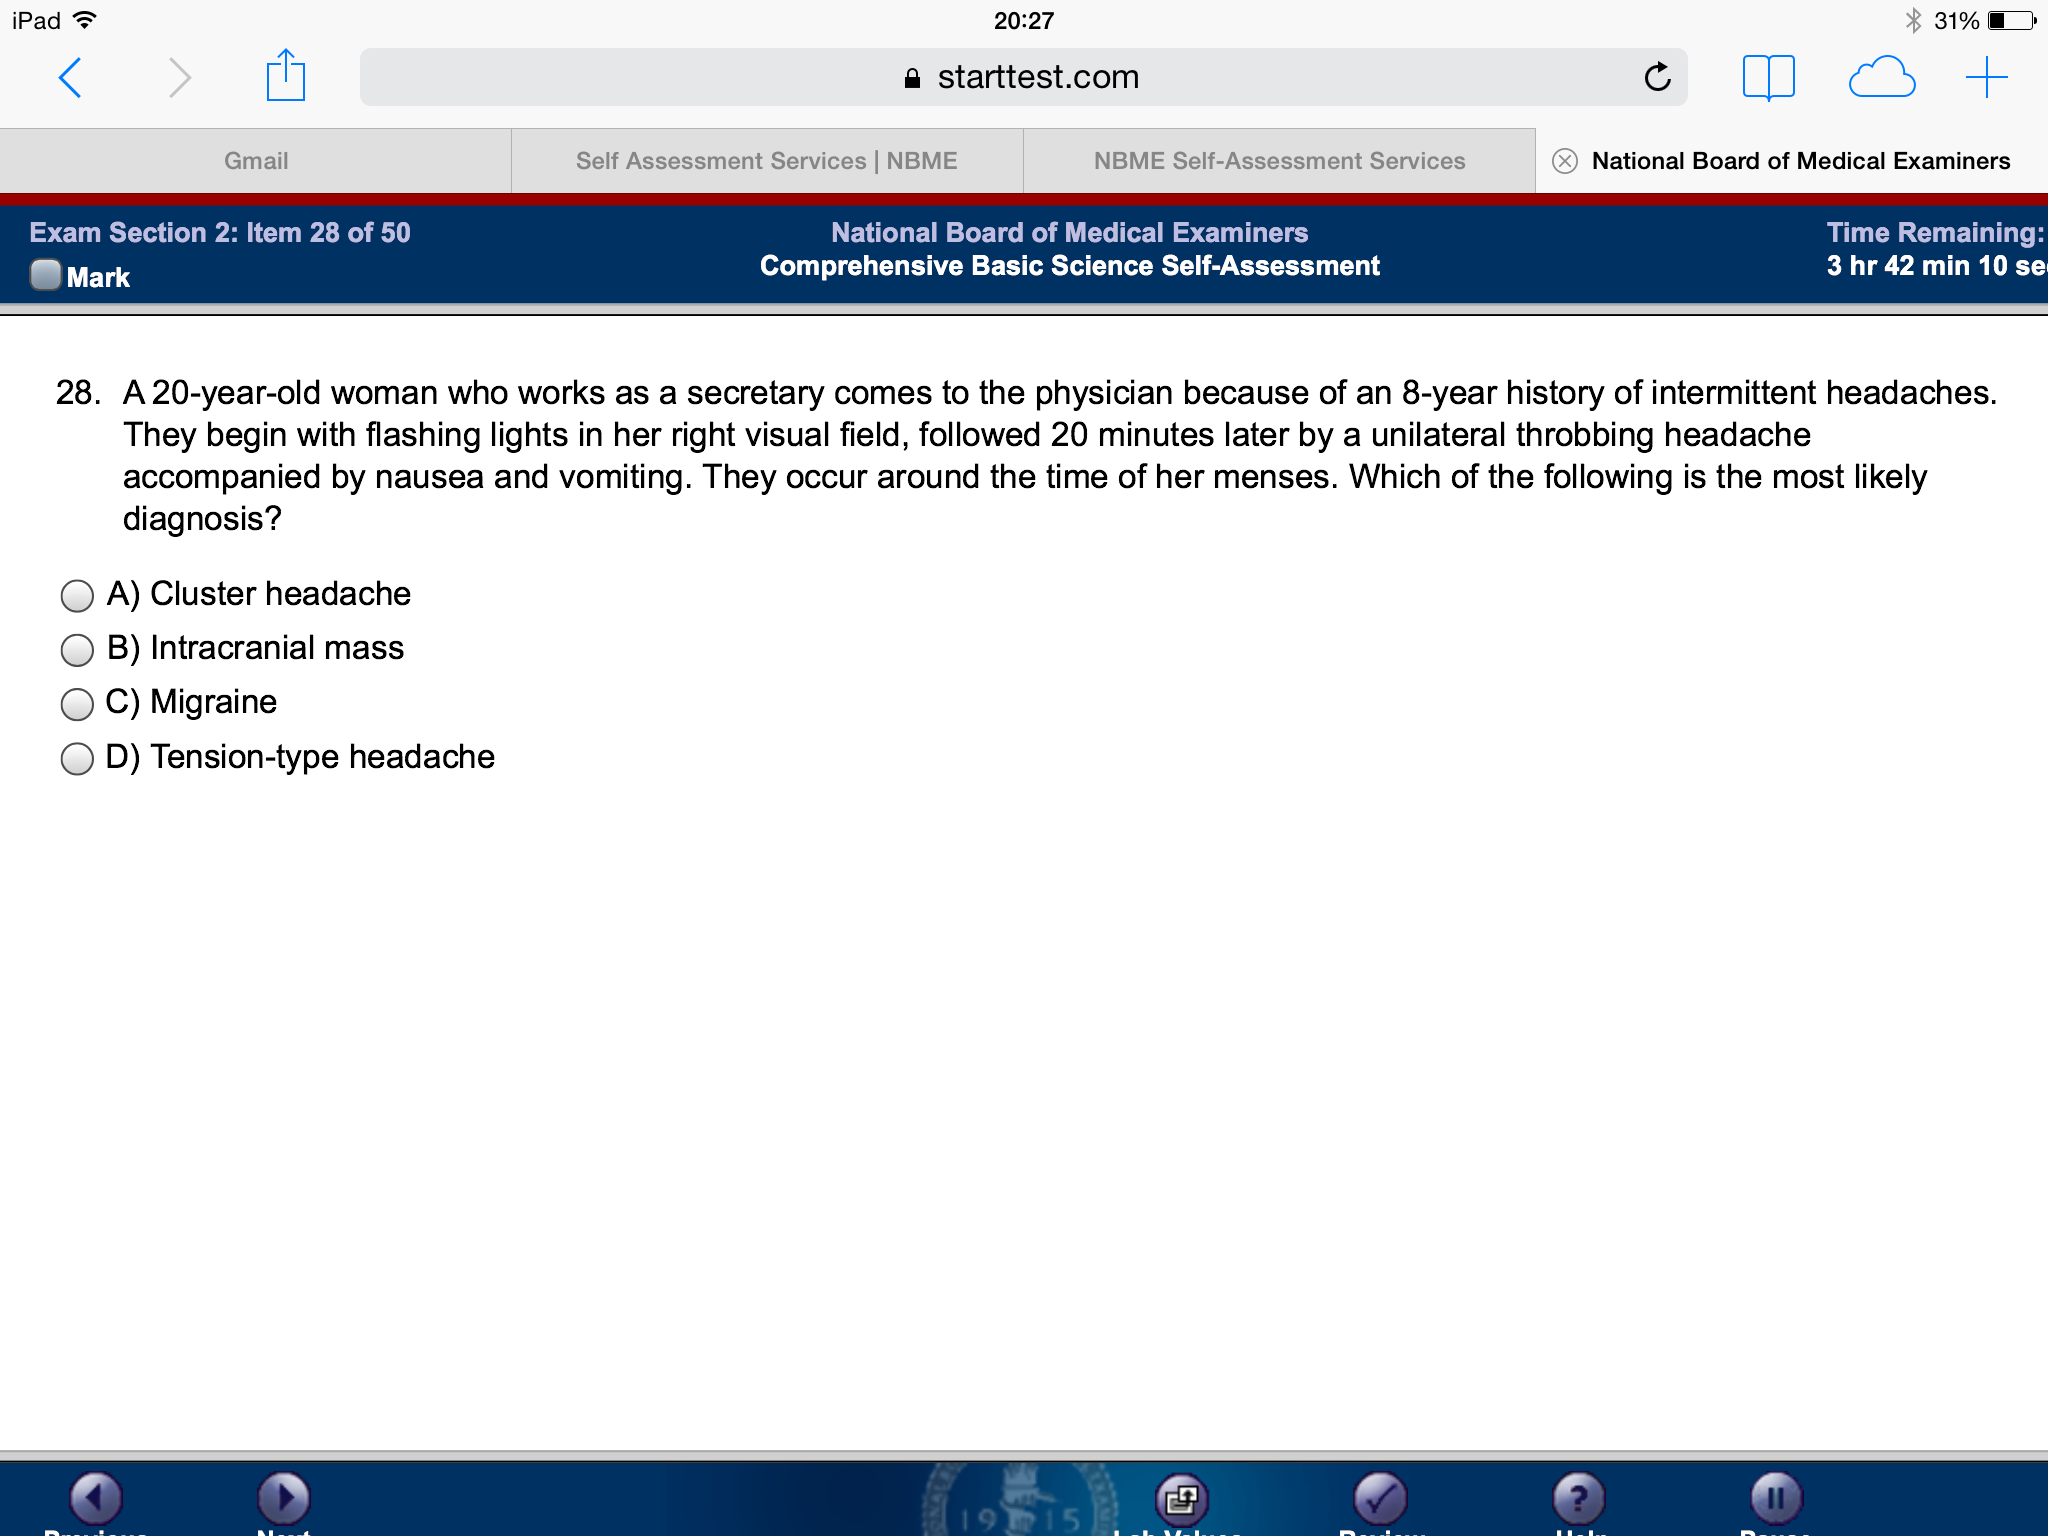 iPad
20:27
31%
starttest.com
Gmail
Self Assessment Services | NBME
NBME Self-Assessment Services
National Board of Medical Examiners
Exam Section 2: Item 28 of 50
National Board of Medical Examiners
Time Remaining:
Mark
Comprehensive Basic Science Self-Assessment
3 hr 42 min 10 se
28. A 20-year-old woman who works as a secretary comes to the physician because of an 8-year history of intermittent headaches.
They begin with flashing lights in her right visual field, followed 20 minutes later by a unilateral throbbing headache
accompanied by nausea and vomiting. They occur around the time of her menses. Which of the following is the most likely
diagnosis?
A) Cluster headache
B) Intracranial mass
C) Migraine
D) Tension-type headache
19 15